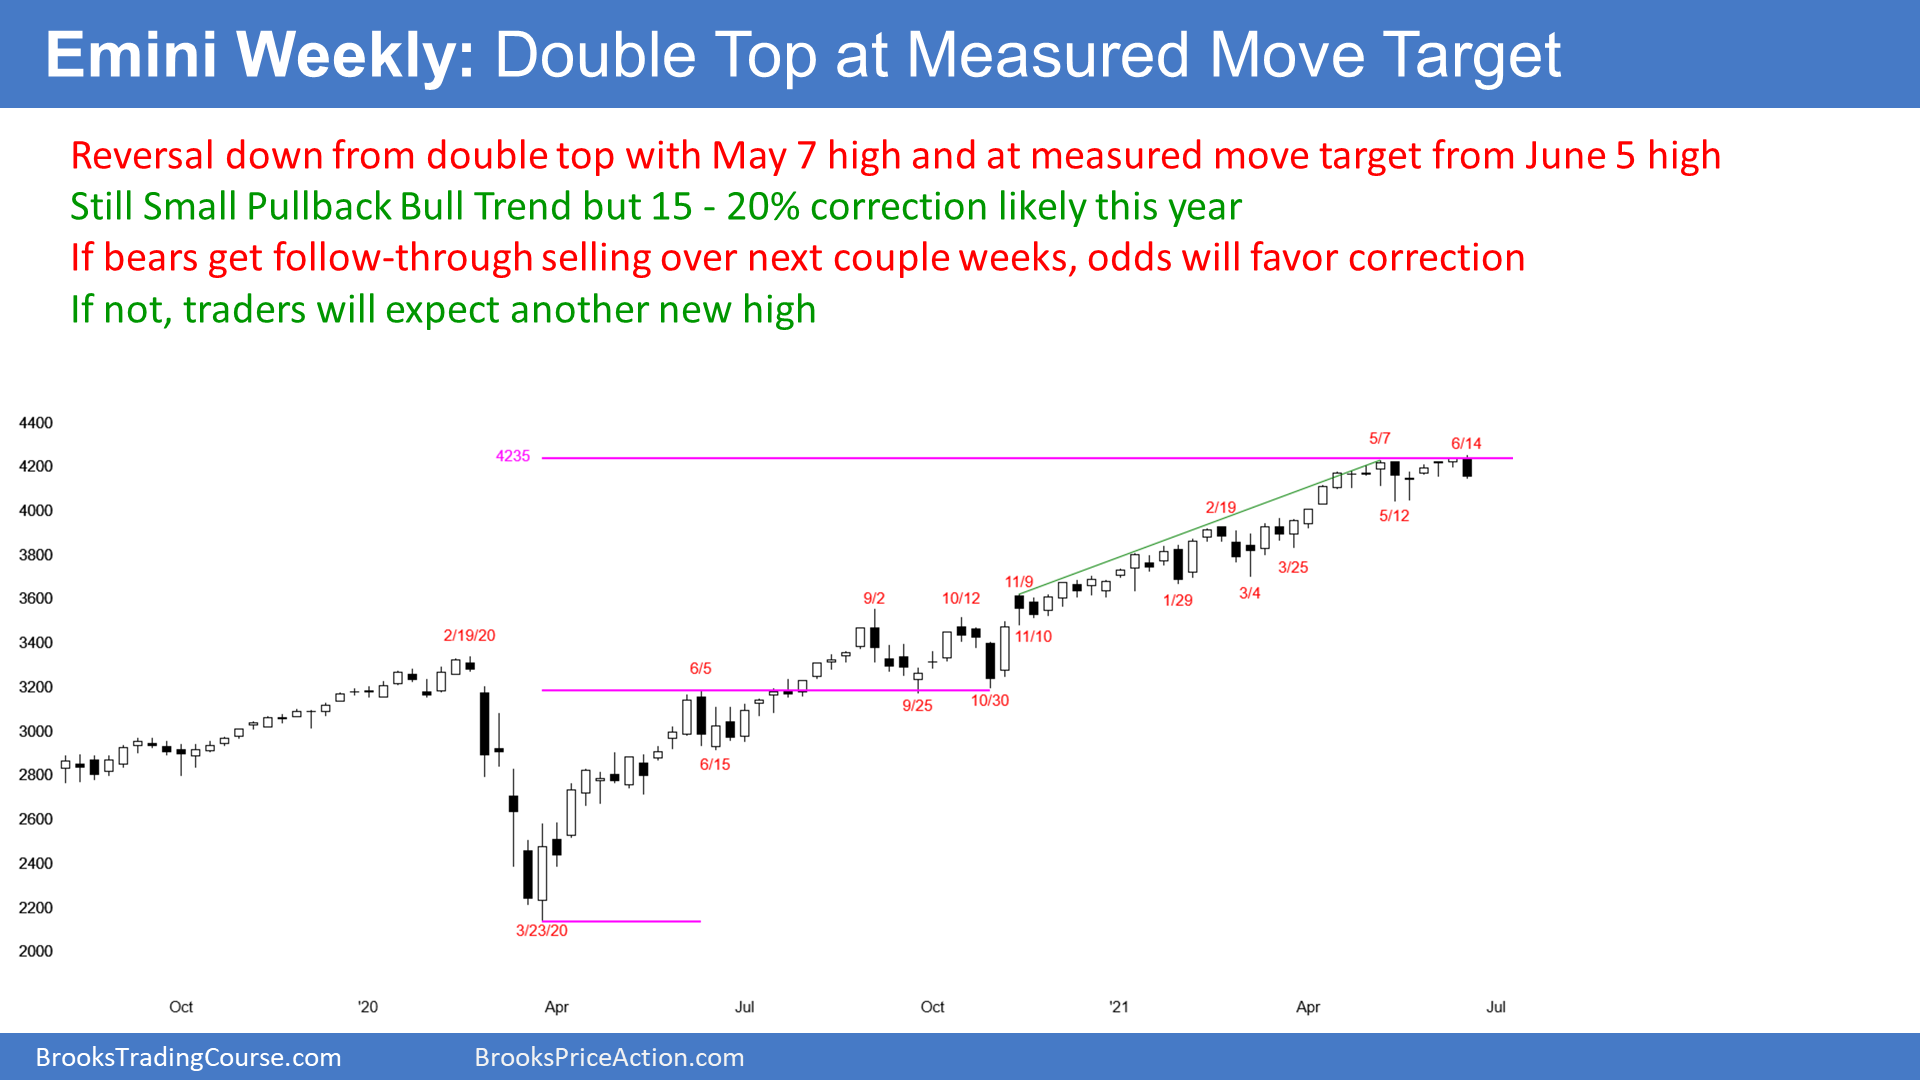 Emini Weekly: Double Top at Measured Move Target
Reversal down from double top with May 7 high and at measured move target from June 5 high
Still Small Pullback Bull Trend but 15 - 20% correction likely this year
If bears get follow-through selling over next couple weeks, odds will favor correction
If not, traders will expect another new high
4400
4235
5/7
6/14
4200
2/19
4000
5/12
3800
3/25
11/9
3/4
3600
9/2
10/12
1/29
2/19/20
11/10
3400
6/5
3200
9/25
10/30
3000
6/15
2800
2600
2400
2200
3/23/20
2000
Oct
'20
Apr
Jul
Oct
'21
Apr
Jul
BrooksTradingCourse.com
BrooksPriceAction.com